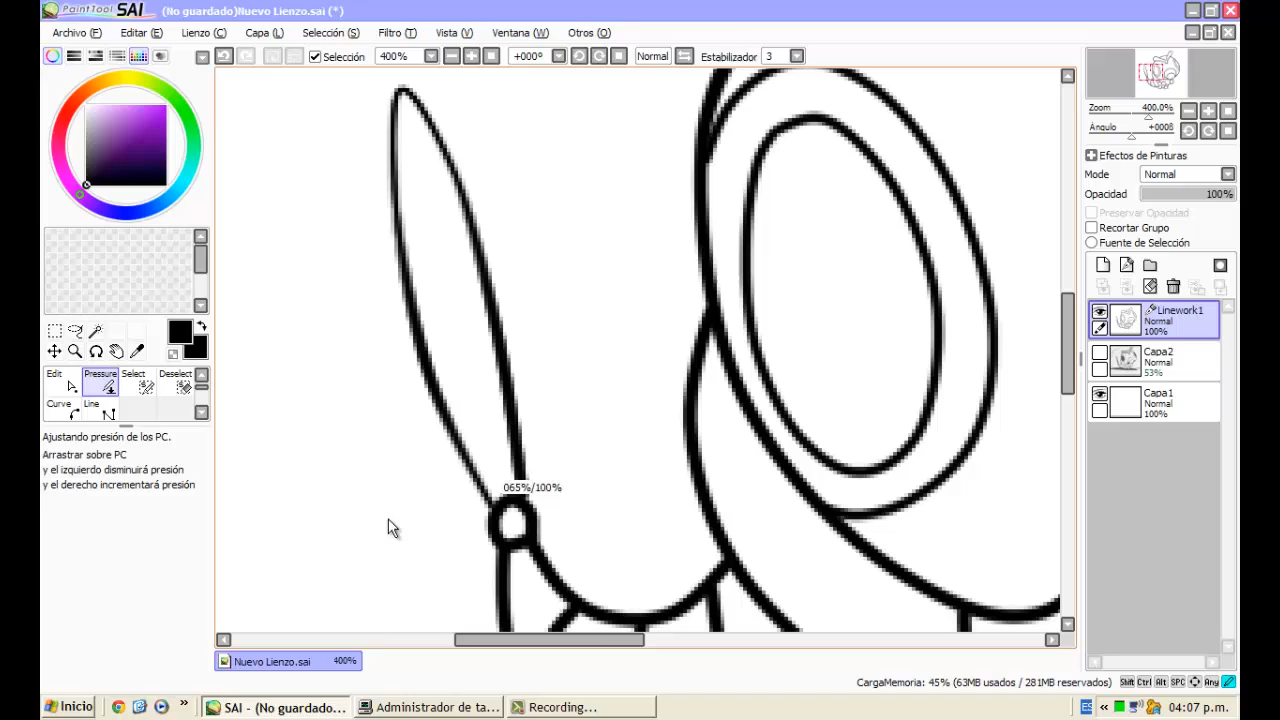 PaintTool SAI (No guardado)Nuevo Lienzo.sai (*)
Archivo (F) Editar (E) Lienzo (C) Capa (L) Selección (S) Filtro (T) Vista (V) Ventana (W) Otros (O)
Selección 400% +000º Normal Estabilizador 3
Zoom 400.0%
Ángulo +000ß
Efectos de Pinturas
Mode Normal
Opacidad 100%
Preservar Opacidad
Recortar Grupo
Fuente de Selección
Linework1
Normal
100%
Capa2
Normal
53%
Capa1
Normal
100%
Edit Pressure Select Deselect
Curve Line
Ajustando presión de los PC.
Arrastrar sobre PC
y el izquierdo disminuirá presión
y el derecho incrementará presión
065%/100%
Nuevo Lienzo.sai 400%
CargaMemoria: 45% (63MB usados / 281MB reservados) Shift Ctrl Alt SPC Any
Inicio SAI - (No guardado... Administrador de ta... Recording... ES 04:07 p.m.